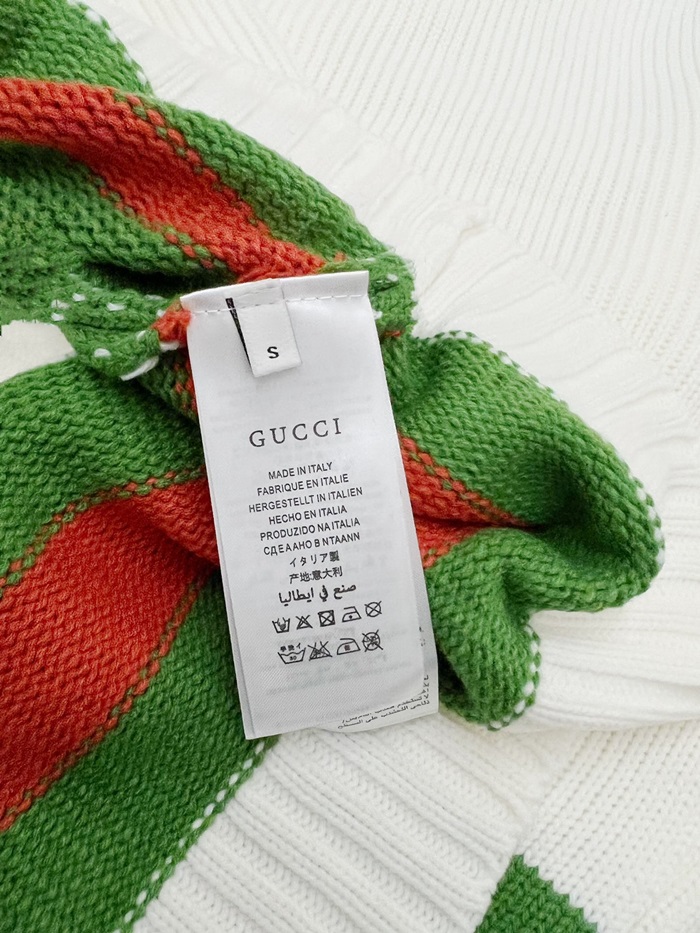 S
GUCCI
MADE IN ITALY
FABRIQUE EN ITALIE
HERGESTELLT IN ITALIEN
HECHO EN ITALIA
PRODUZIDO NA ITALIA
СДЕААНО В NTAANN
イタリア製
产地:意大利
صنع في ايطاليا